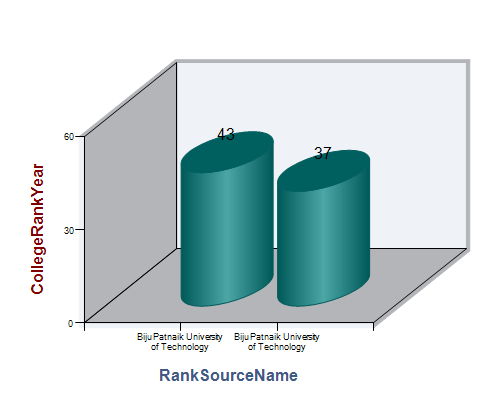 43
37
60
30
0
CollegeRankYear
Biju Patnaik University
of Technology
Biju Patnaik University
of Technology
RankSourceName